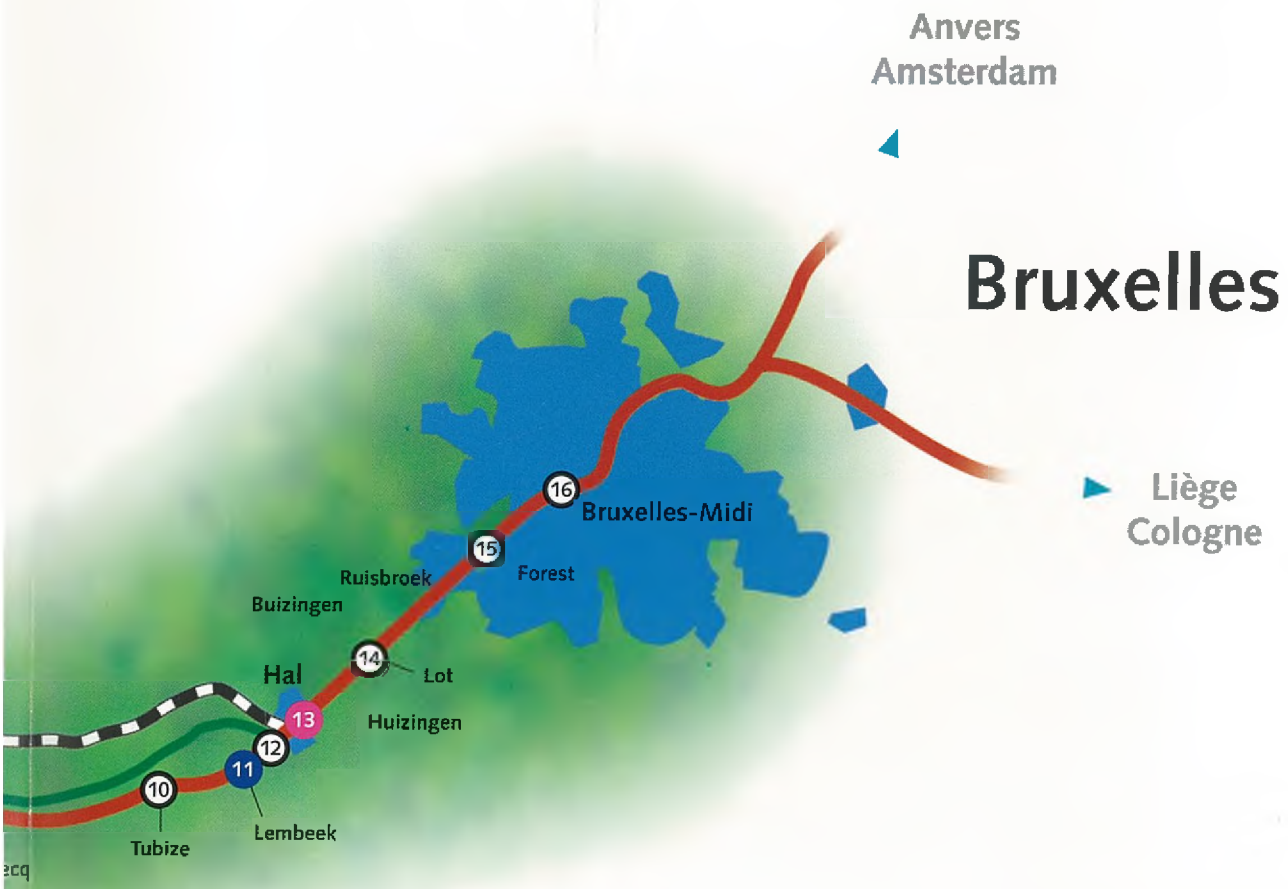 Anvers
Amsterdam
Bruxelles
Liège
Cologne
16
Bruxelles-Midi
15
Forest
Ruisbroek
Buizingen
14
Lot
Hal
13
Huizingen
12
11
10
Lembeek
Tubize
ecq